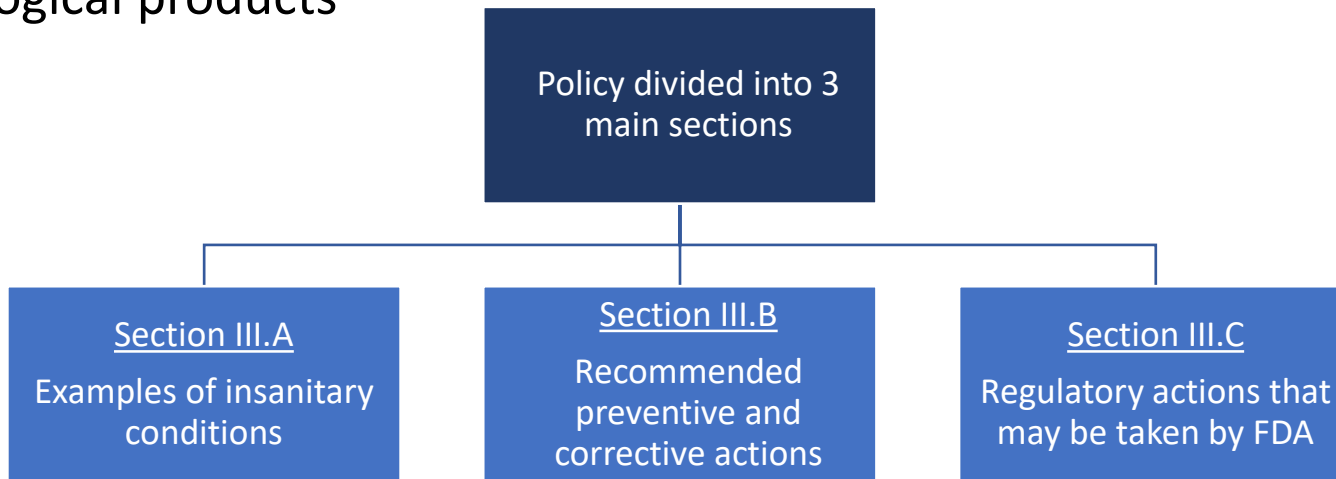 ogical products
Policy divided into 3
main sections
Section III.A
Examples of insanitary
conditions
Section III.B
Recommended
preventive and
corrective actions
Section III.C
Regulatory actions that
may be taken by FDA